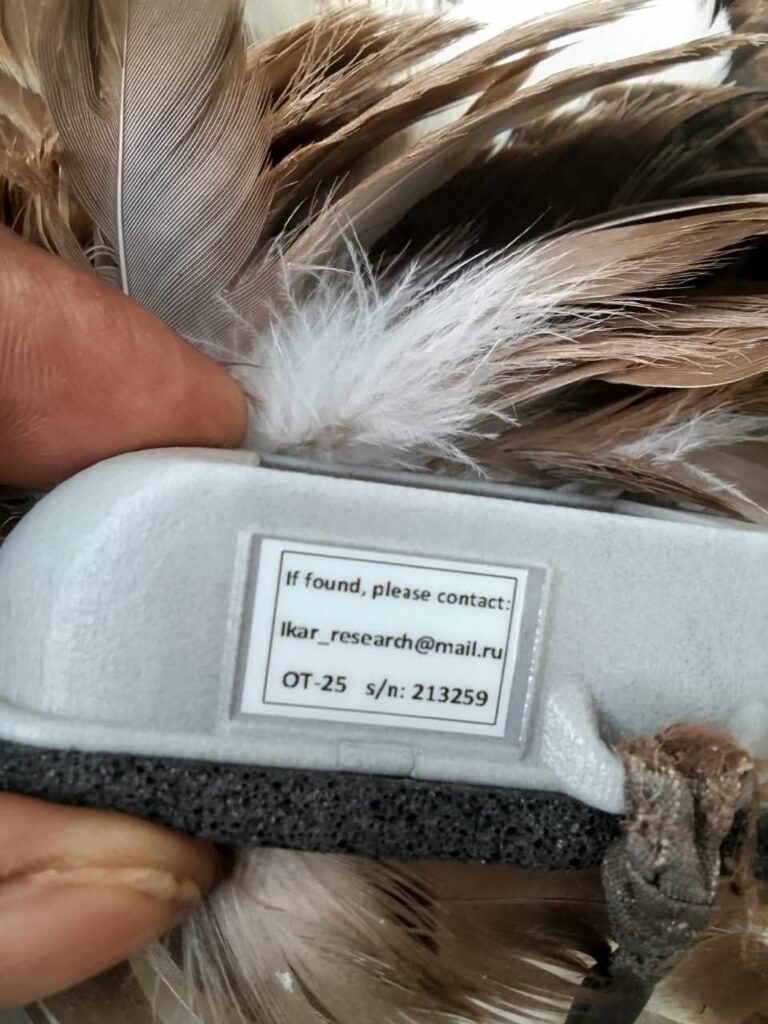 If found, please contact:
Ikar_research@mail.ru
OT-25 s/n: 213259